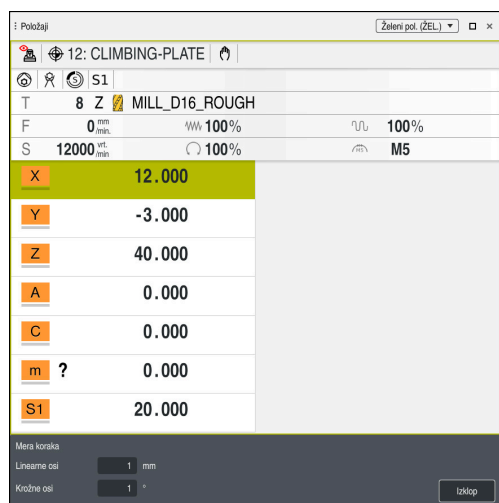 Položaji Želeni pol. (ŽEL.)
12: CLIMBING-PLATE
S1
T 8 Z MILL_D16_ROUGH
F 0 mm/min. 100% 100%
S 12000 vrt./min 100% M5
X 12.000
Y -3.000
Z 40.000
A 0.000
C 0.000
m ? 0.000
S1 20.000
Mera koraka
Linearne osi 1 mm
Krožne osi 1 ° Izklop